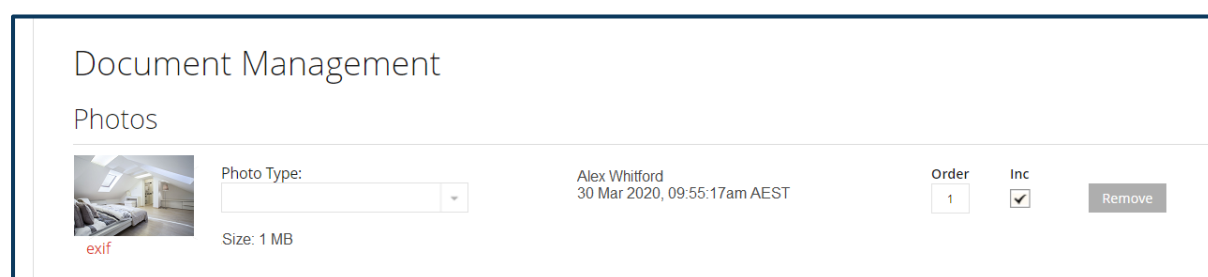 Document Management
Photos
Photo Type:
Alex Whitford
30 Mar 2020, 09:55:17am AEST
Order
Inc
1
Remove
Size: 1 MB
exif